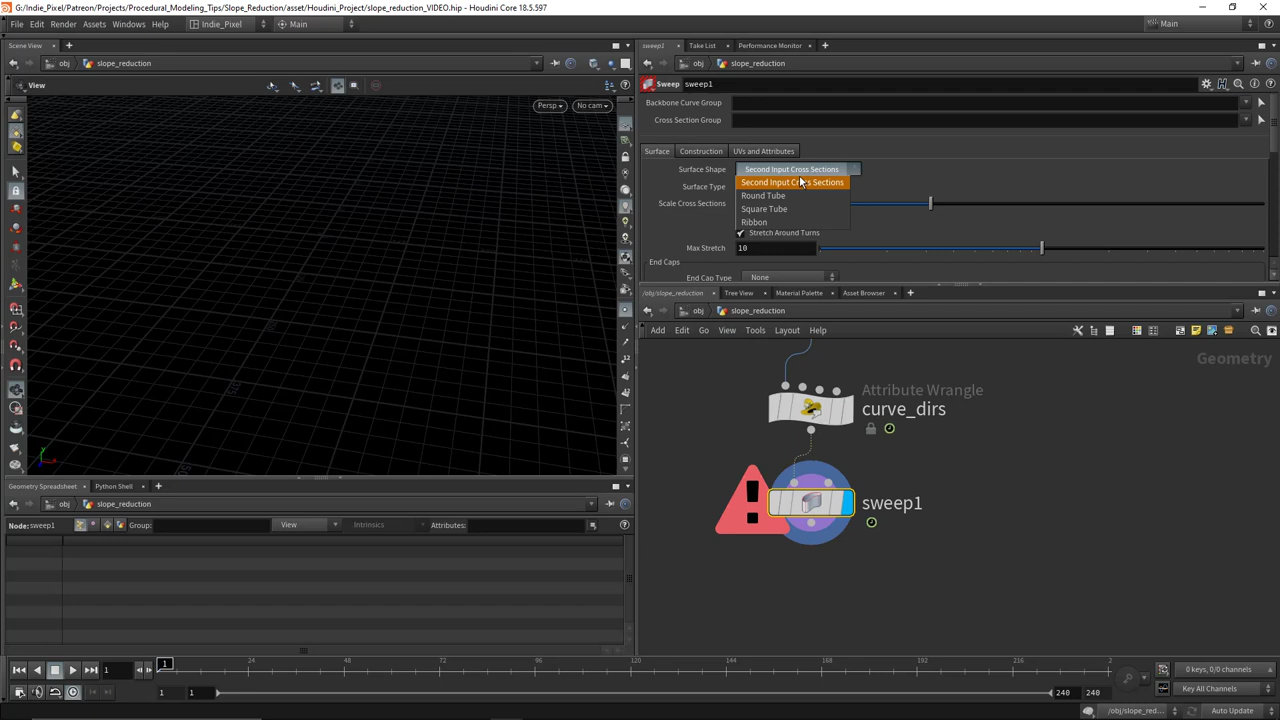 G:/Indie_Pixel/Patreon/Projects/Procedural_Modeling_Tips/Slope_Reduction/asset/Houdini_Project/slope_reduction_VIDEO.hip - Houdini Core 18.5.597
File Edit Render Assets Windows Help Indie_Pixel Main Main
Scene View
obj slope_reduction
View
Persp No cam
sweep1 Take List Performance Monitor
obj slope_reduction
Sweep sweep1
Backbone Curve Group
Cross Section Group
Surface Construction UVs and Attributes
Surface Shape Second Input Cross Sections
Second Input Cross Sections
Surface Type
Round Tube
Scale Cross Sections
Square Tube
Ribbon
Stretch Around Turns
Max Stretch 10
End Caps
End Cap Type None
/obj/slope_reduction Tree View Material Palette Asset Browser
obj slope_reduction
Add Edit Go View Tools Layout Help
Geometry
Attribute Wrangle
curve_dirs
sweep1
Geometry Spreadsheet Python Shell
obj slope_reduction
Node: sweep1 Group: View Intrinsics Attributes:
1 1 24 48 72 96 120 144 168 192 216 2
0 keys, 0/0 channels
1 1 240 240
Key All Channels
/obj/slope_red... Auto Update